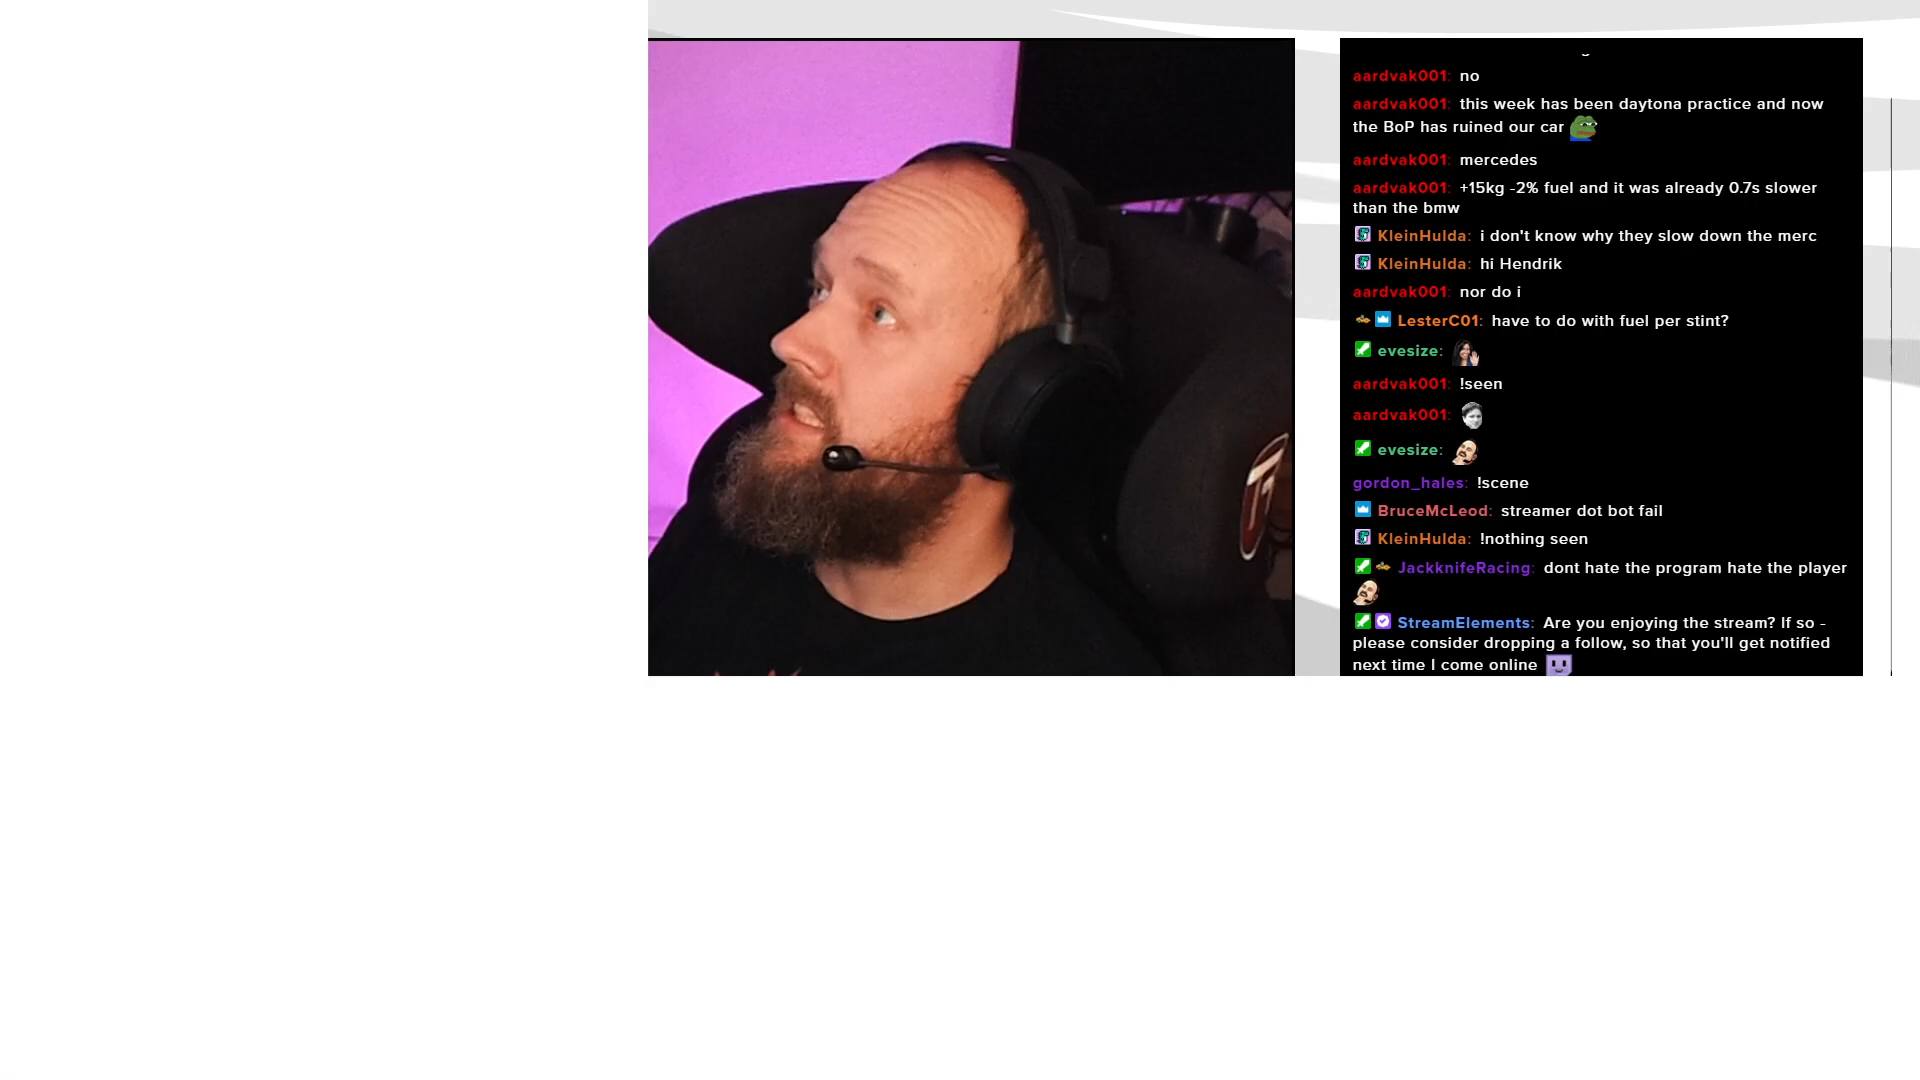 aardvak001: no
aardvak001: this week has been daytona practice and now
the BoP has ruined our car
aardvak001: mercedes
aardvak001: +15kg -2% fuel and it was already 0.7s slower
than the bmw
KleinHulda: i don't know why they slow down the merc
KleinHulda: hi Hendrik
aardvak001: nor do i
LesterC01: have to do with fuel per stint?
evesize:
aardvak001: !seen
aardvak001:
evesize:
gordon_hales: !scene
BruceMcLeod: streamer dot bot fail
KleinHulda: !nothing seen
JackknifeRacing: dont hate the program hate the player
StreamElements: Are you enjoying the stream? If so -
please consider dropping a follow, so that you'll get notified
next time I come online